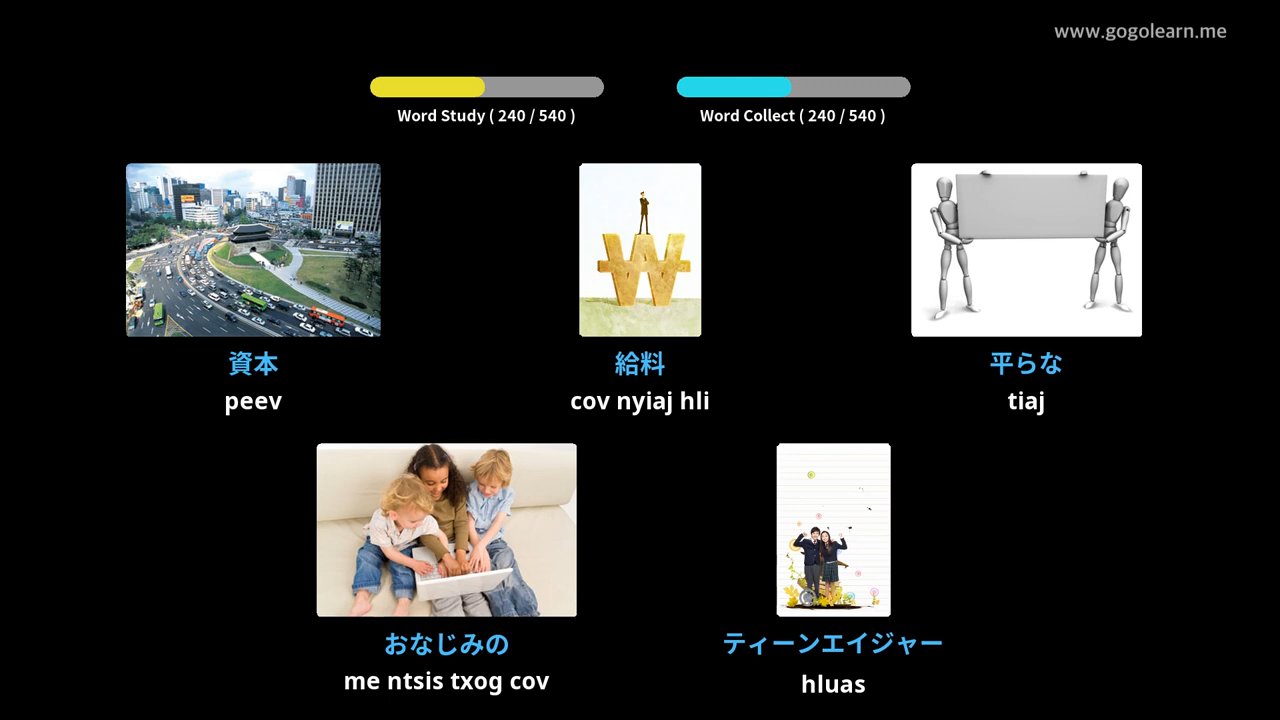 www.gogolearn.me
Word Study ( 240 / 540 )
Word Collect ( 240 / 540 )
資本
peev
給料
cov nyiaj hli
平らな
tiaj
おなじみの
me ntsis txog cov
ティーンエイジャー
hluas